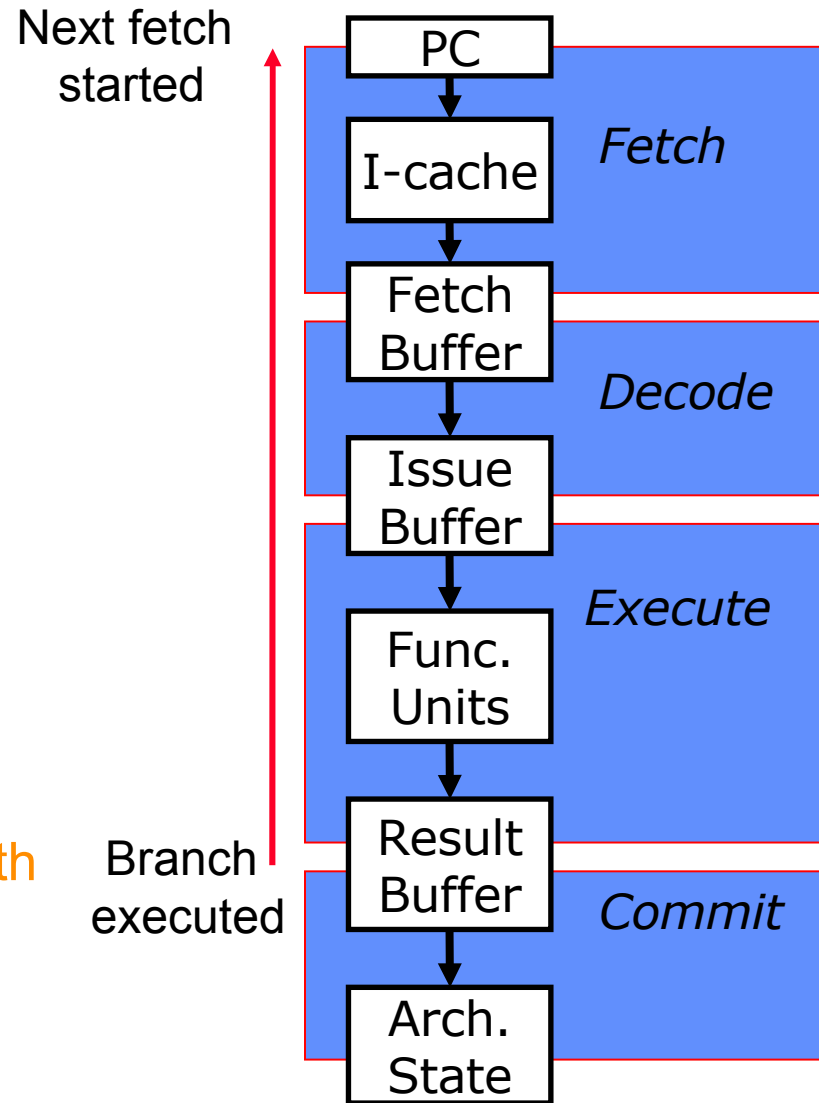 Next fetch
started
PC
I-cache
Fetch
Fetch
Buffer
Decode
Issue
Buffer
Execute
Func.
Units
Result
Buffer
th
Branch
executed
Commit
Arch.
State